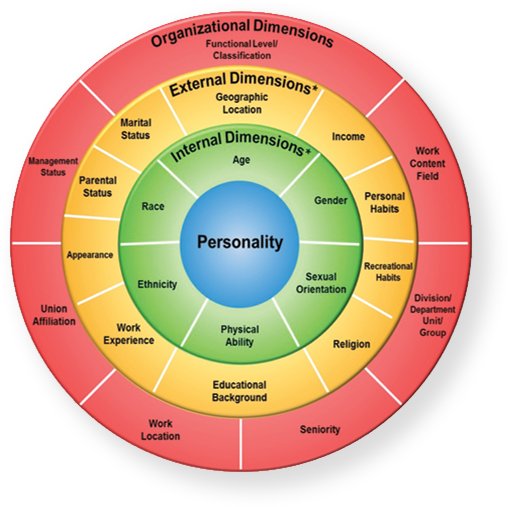 Organizational Dimensions
Functional Level/
Classification
External Dimensions*
Geographic
Location
Internal Dimensions*
Age
Marital
Status
Income
Management
Status
Work
Content
Field
Parental
Status
Personal
Habits
Race
Gender
Personality
Appearance
Recreational
Habits
Ethnicity
Sexual
Orientation
Union
Affiliation
Division/
Department
Unit/
Group
Work
Experience
Physical
Ability
Religion
Educational
Background
Work
Location
Seniority